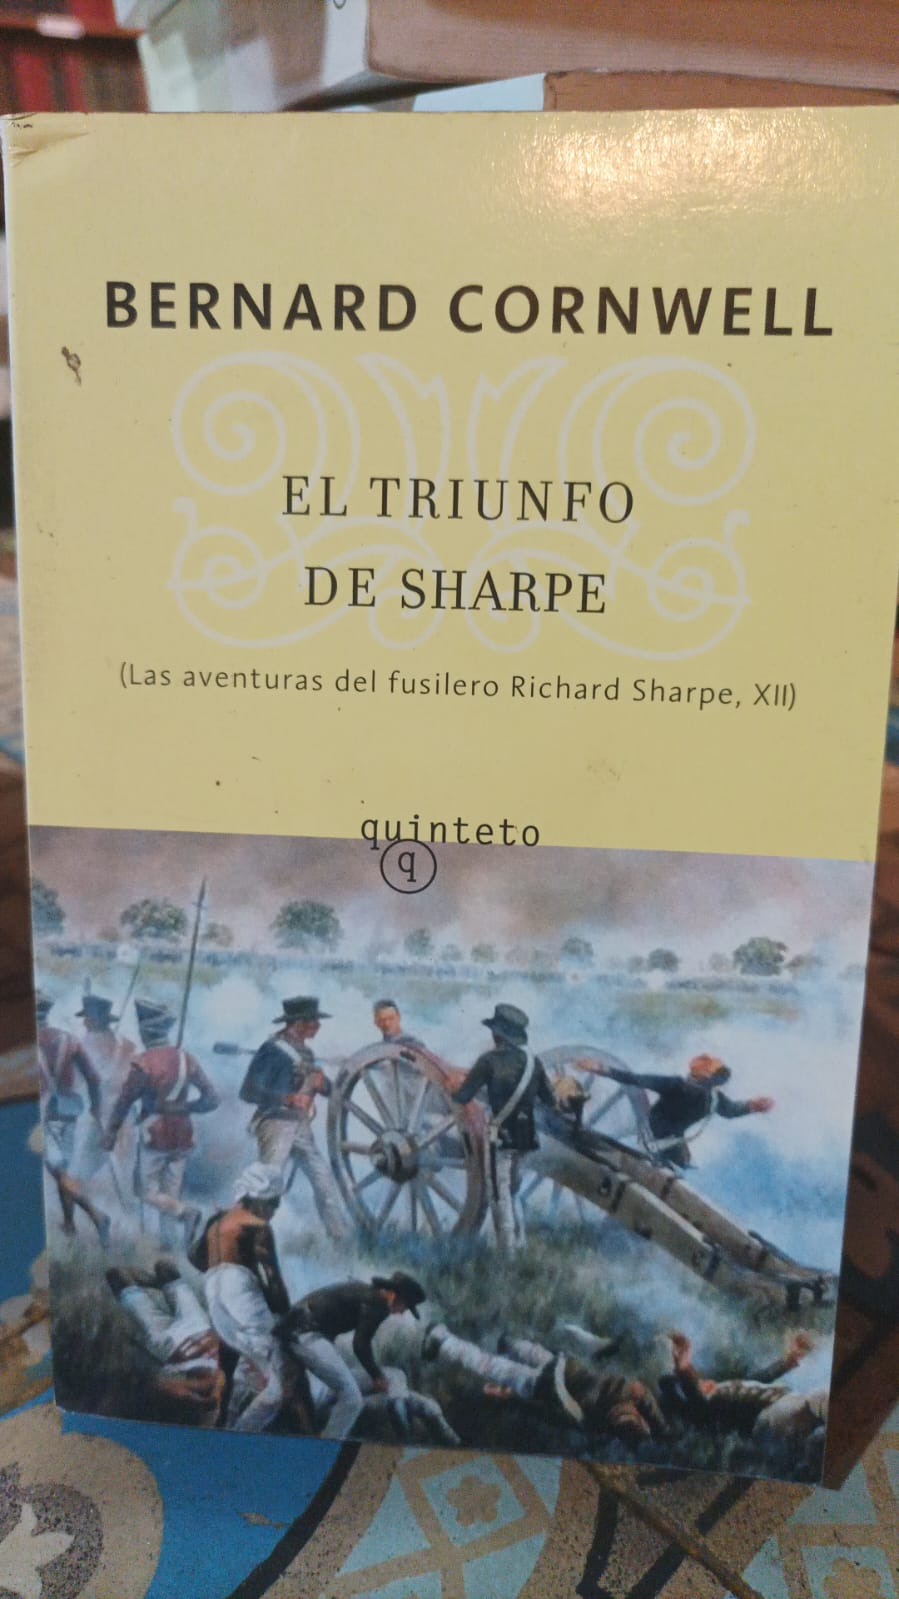 BERNARD CORNWELL
EL TRIUNFO
DE SHARPE
(Las aventuras del fusilero Richard Sharpe, XII)
quinteto
q